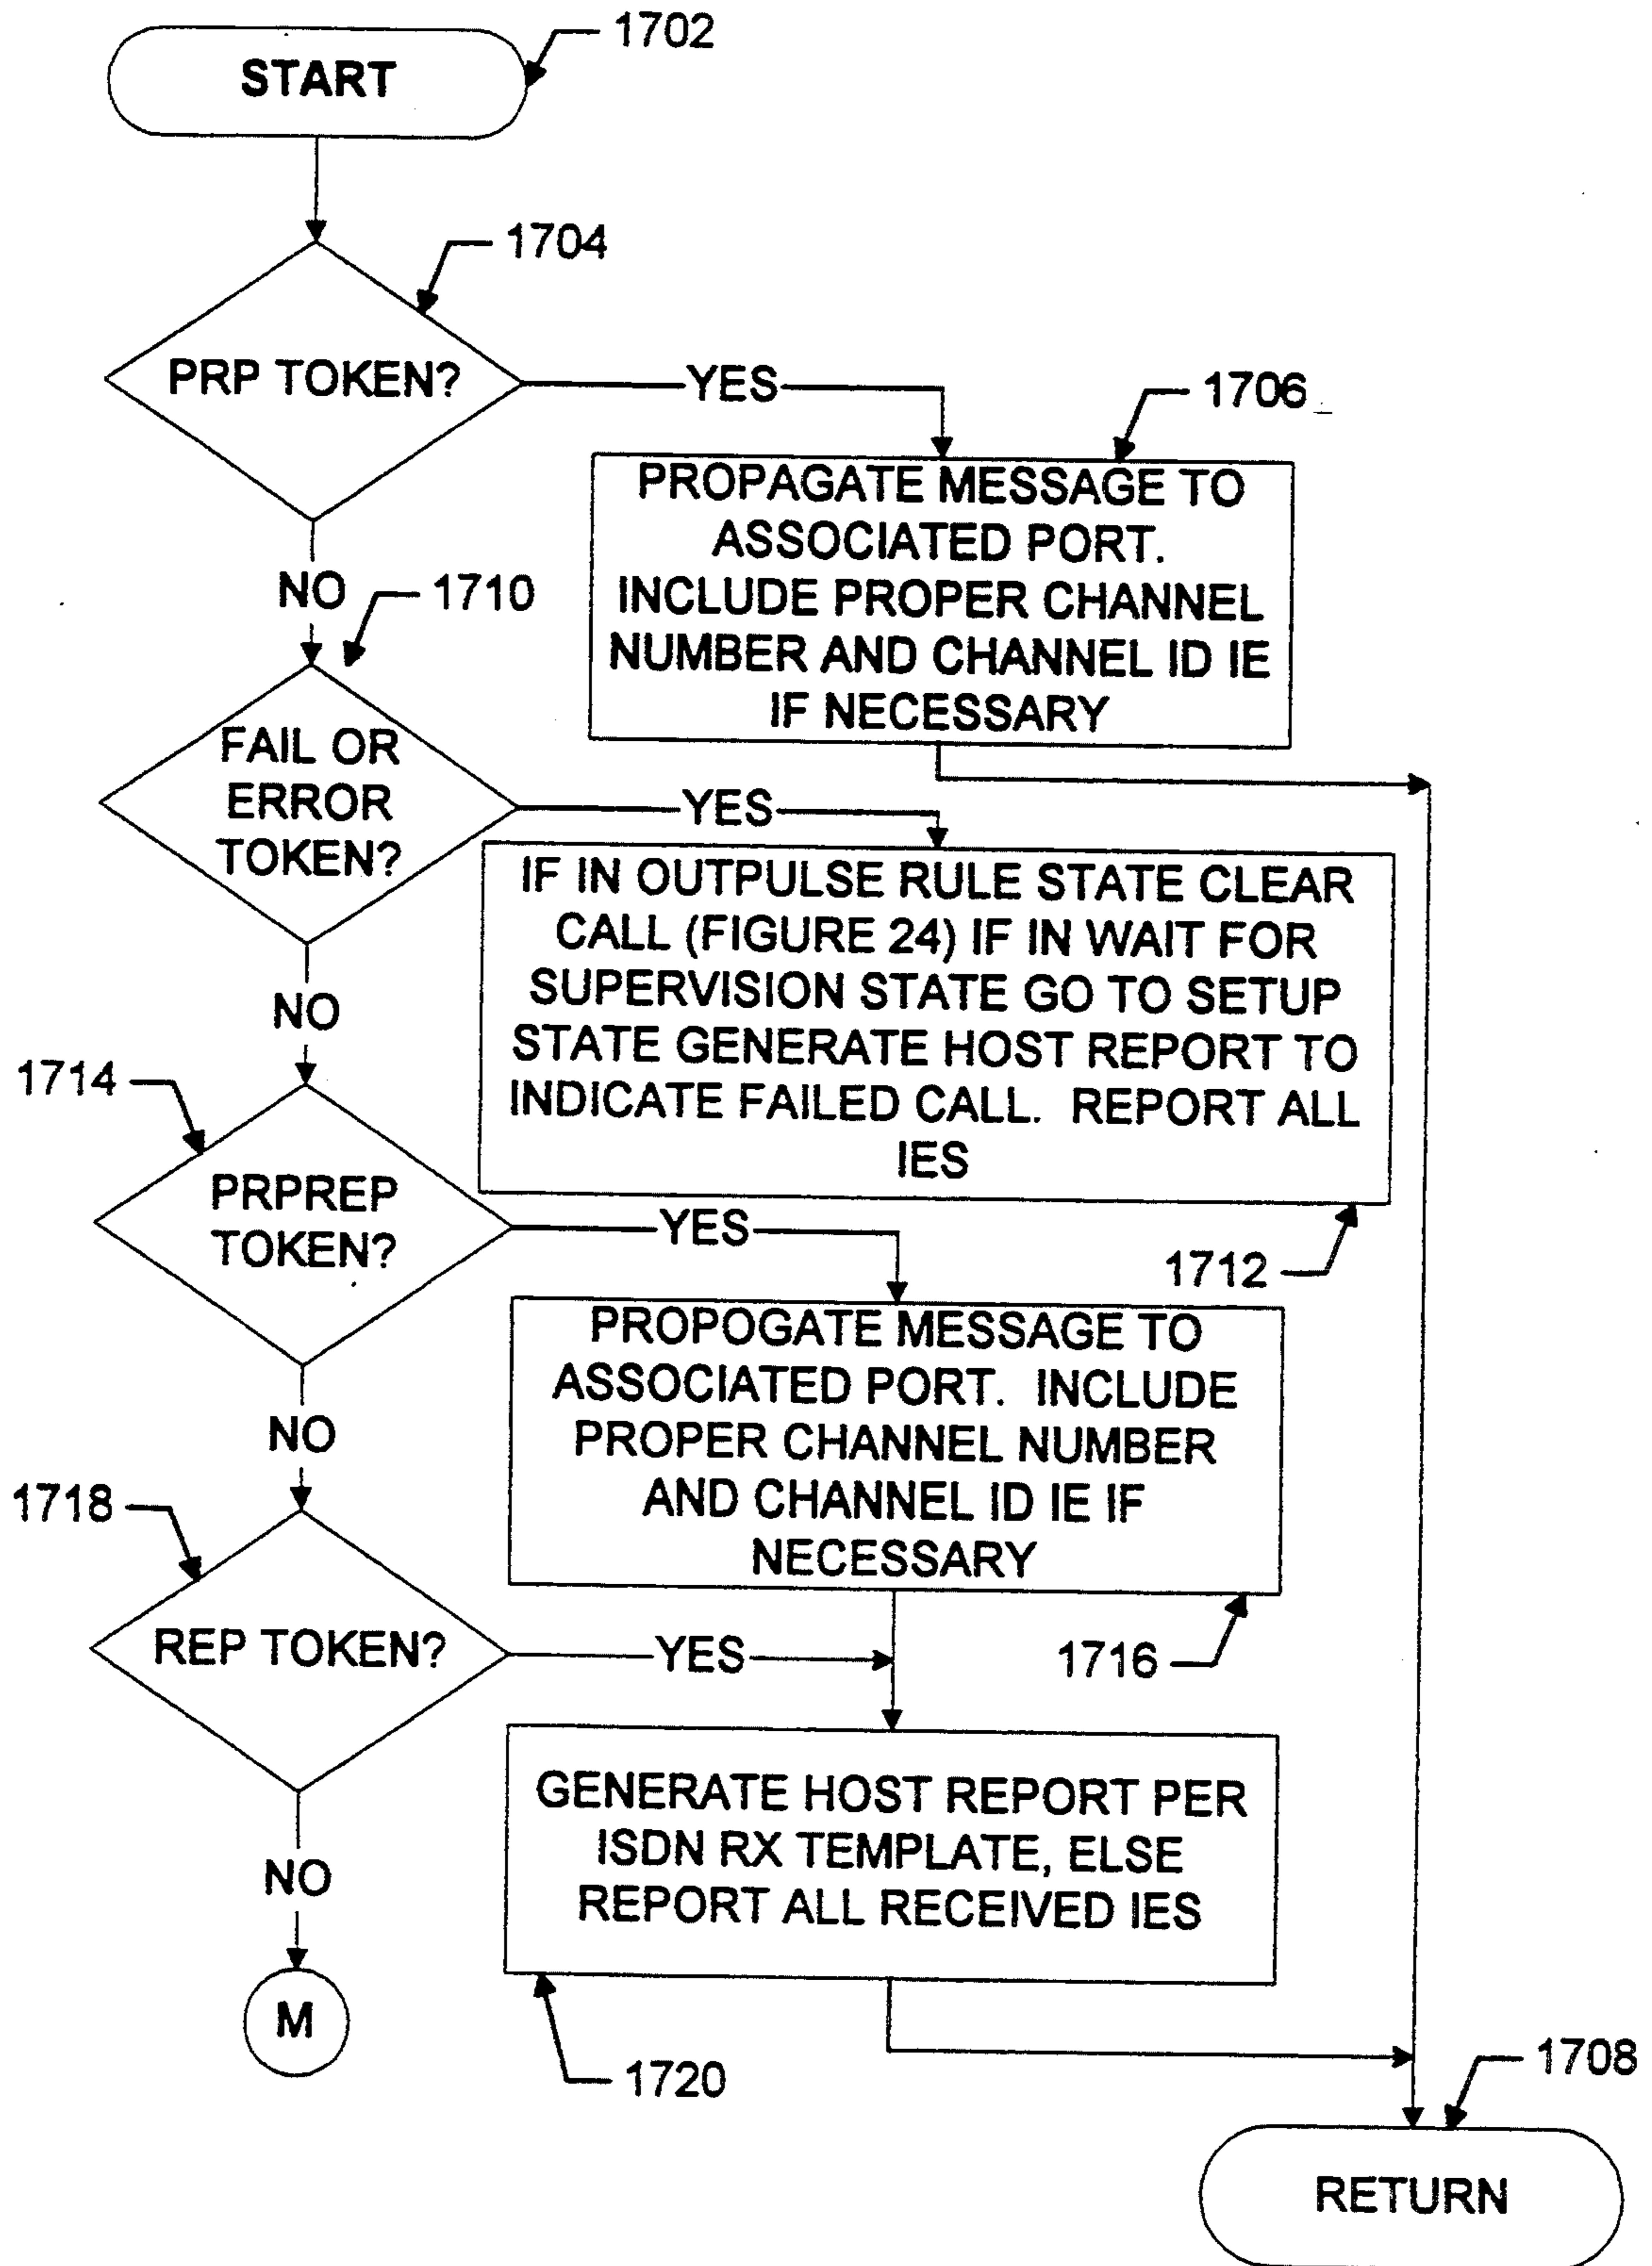 1702
START
1704
PRP TOKEN?
YES
1706
PROPAGATE MESSAGE TO
ASSOCIATED PORT.
INCLUDE PROPER CHANNEL
NUMBER AND CHANNEL ID IE
IF NECESSARY
NO
1710
FAIL OR
ERROR
TOKEN?
YES
IF IN OUTPULSE RULE STATE CLEAR
CALL (FIGURE 24) IF IN WAIT FOR
SUPERVISION STATE GO TO SETUP
STATE GENERATE HOST REPORT TO
INDICATE FAILED CALL. REPORT ALL
IES
1712
NO
1714
PRPREP
TOKEN?
YES
PROPOGATE MESSAGE TO
ASSOCIATED PORT. INCLUDE
PROPER CHANNEL NUMBER
AND CHANNEL ID IE IF
NECESSARY
1716
NO
1718
REP TOKEN?
YES
GENERATE HOST REPORT PER
ISDN RX TEMPLATE, ELSE
REPORT ALL RECEIVED IES
1720
NO
M
1708
RETURN